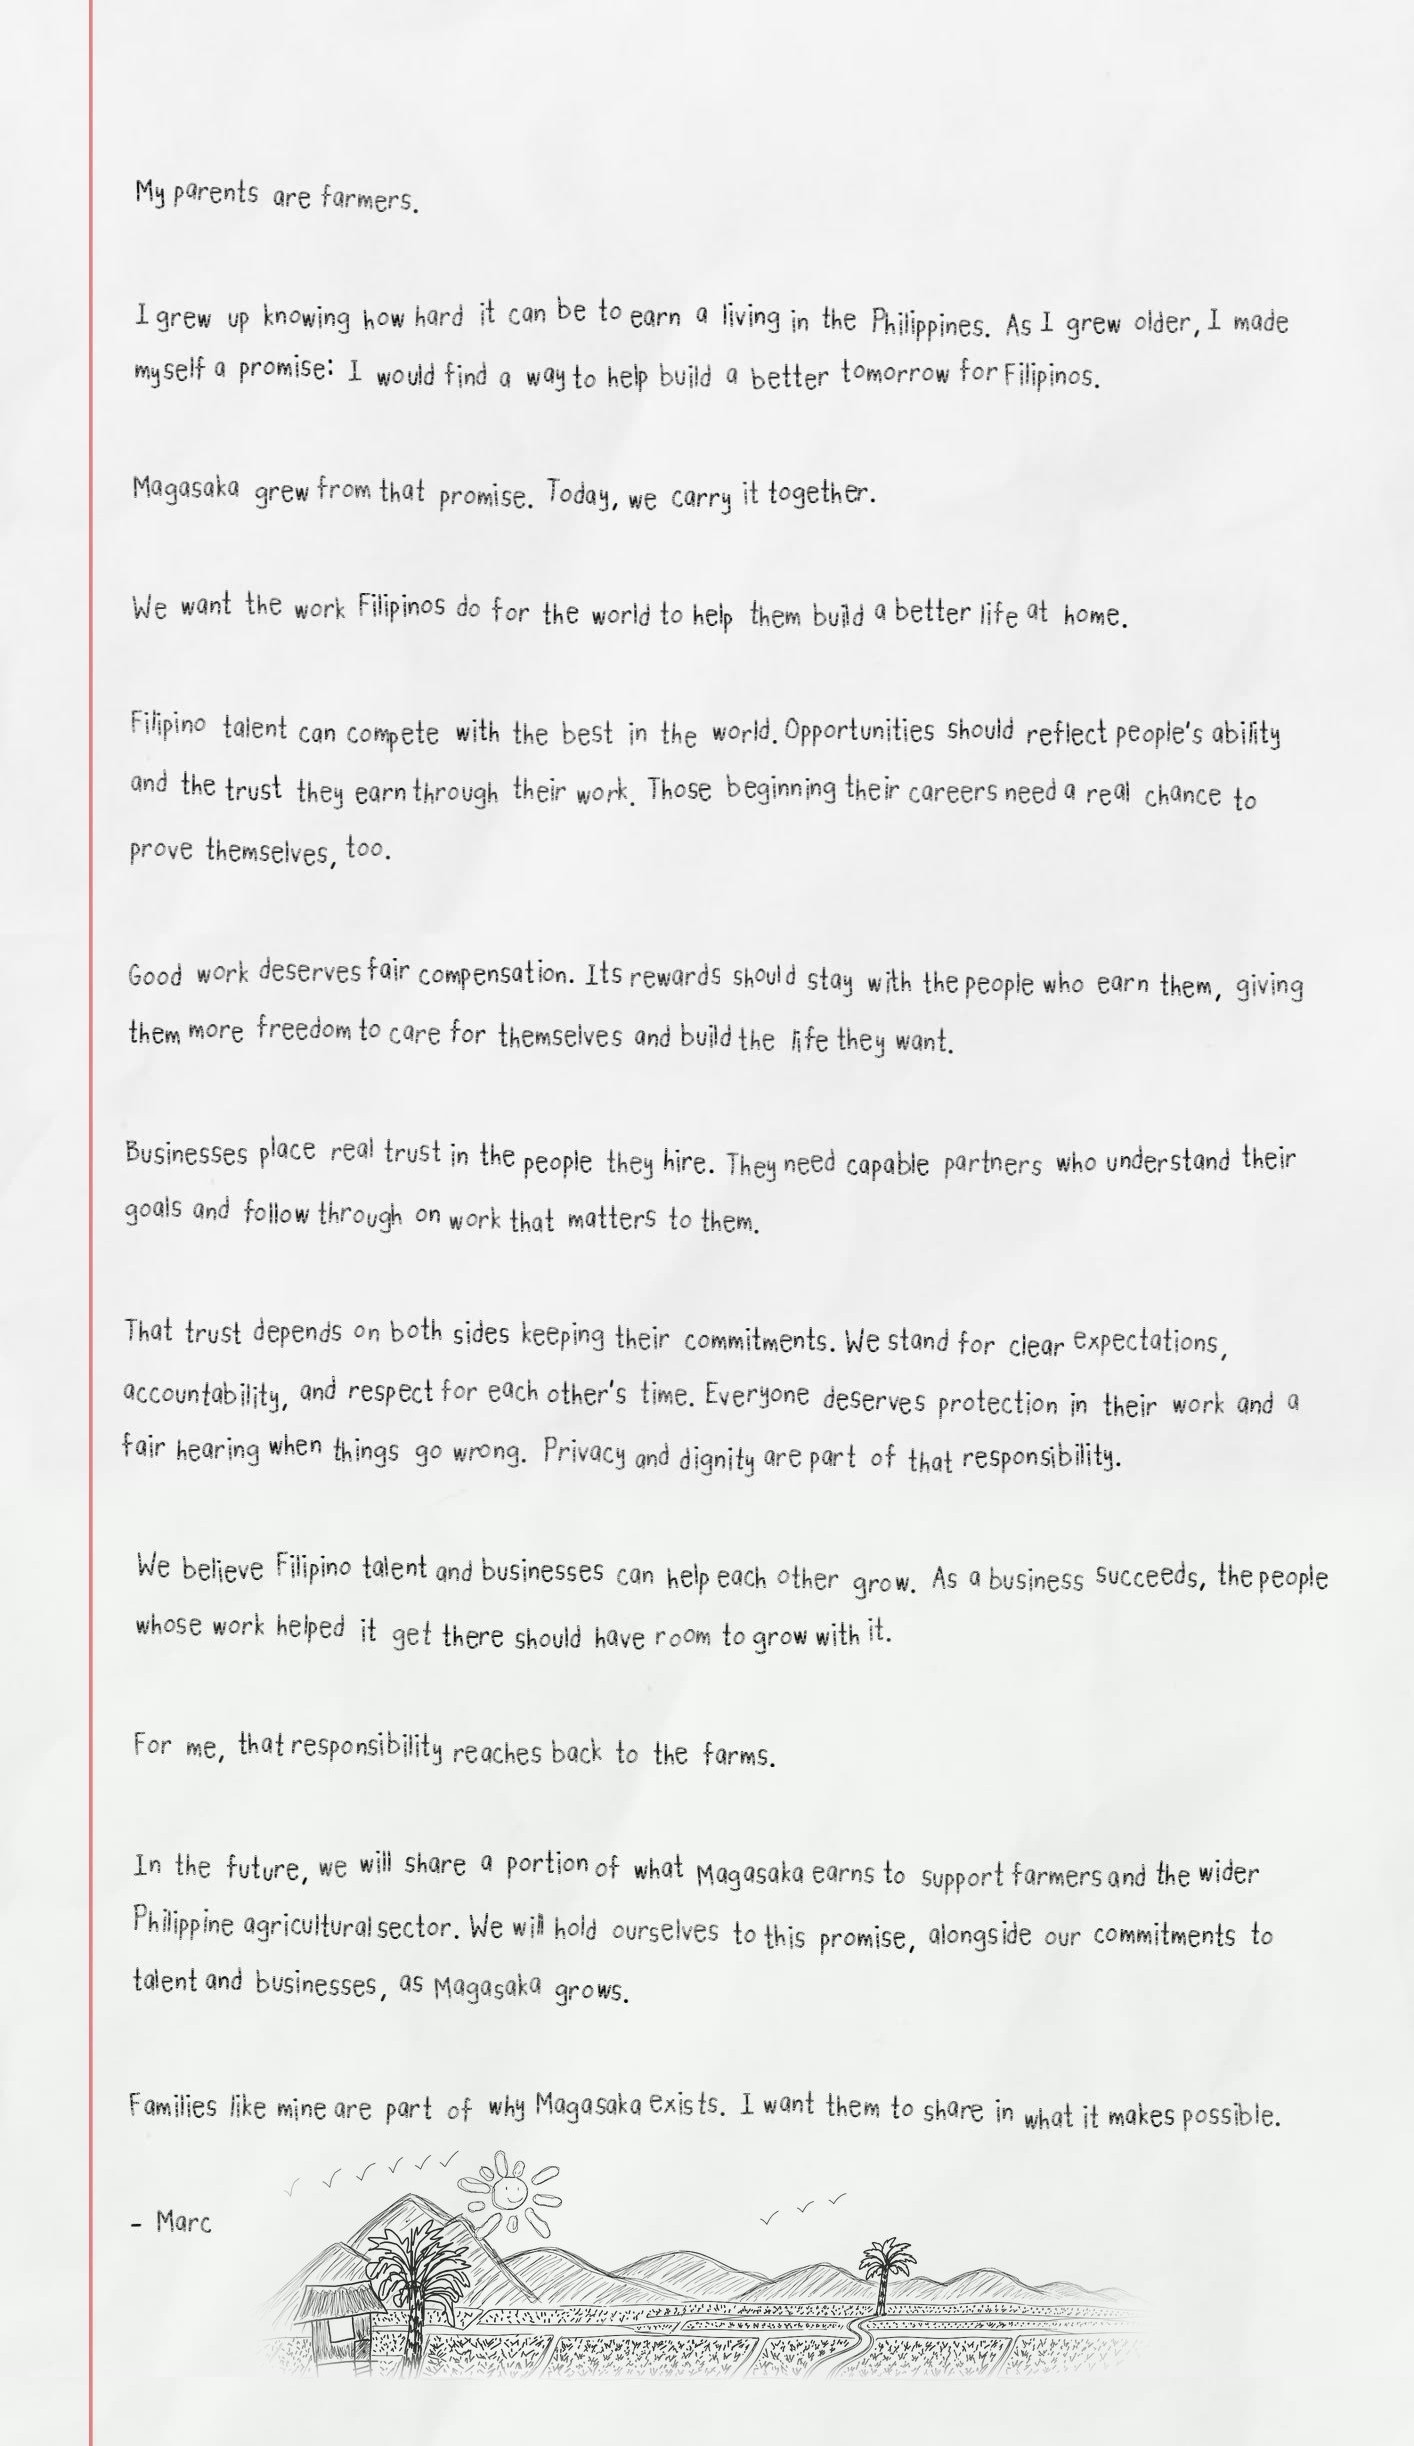 My parents are farmers.
I grew up knowing how hard it can be to earn a living in the Philippines. As I grew older, I made
myself a promise: I would find a way to help build a better tomorrow for Filipinos.
Magasaka grew from that promise. Today, we carry it together.
We want the work Filipinos do for the world to help them build a better life at home.
Filipino talent can compete with the best in the world. Opportunities should reflect people's ability
and the trust they earn through their work. Those beginning their careers need a real chance to
prove themselves, too.
Good work deserves fair compensation. Its rewards should stay with the people who earn them, giving
them more freedom to care for themselves and build the life they want.
Businesses place real trust in the people they hire. They need capable partners who understand their
goals and follow through on work that matters to them.
That trust depends on both sides keeping their commitments. We stand for clear expectations,
accountability, and respect for each other's time. Everyone deserves protection in their work and a
fair hearing when things go wrong. Privacy and dignity are part of that responsibility.
We believe Filipino talent and businesses can help each other grow. As a business succeeds, the people
whose work helped it get there should have room to grow with it.
For me, that responsibility reaches back to the farms.
In the future, we will share a portion of what Magasaka earns to support farmers and the wider
Philippine agricultural sector. We will hold ourselves to this promise, alongside our commitments to
talent and businesses, as Magasaka grows.
Families like mine are part of why Magasaka exists. I want them to share in what it makes possible.
- Marc